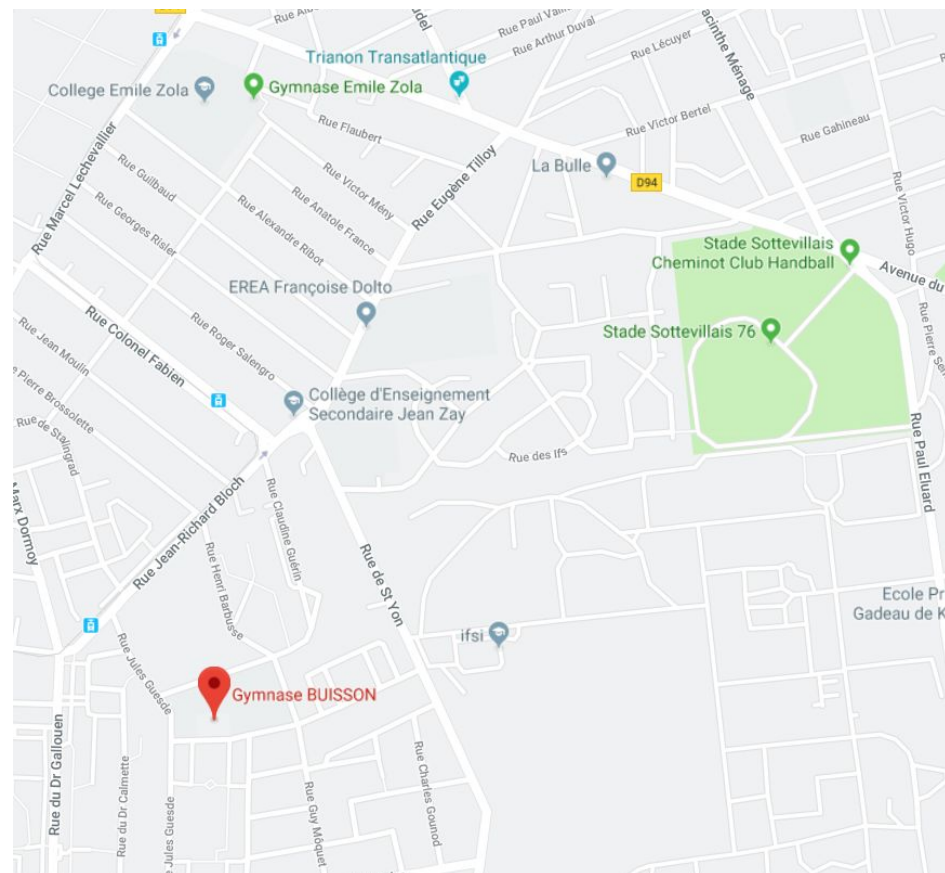 Rue Paul Vaill
Rue Arthur Duval
Trianon Transatlantique
Rue Lécuyer
acinthe Ménage
College Emile Zola
Gymnase Emile Zola
Rue Flaubert
Rue Victor Bertel
Rue Gahineau
Rue Marcel Lechevallier
Rue Guilbaud
Rue Victor Mény
Rue Eugène Tilloy
La Bulle
D94
Rue Victor Hugo
Rue Georges Risler
Rue Alexandre Ribot
Rue Anatole France
Stade Sottevillais
Cheminot Club Handball
Avenue du
EREA Françoise Dolto
Rue Colonel Fabien
Rue Roger Salengro
Stade Sottevillais 76
Rue Pierre Sem
Rue Jean Moulin
Pierre Brossolette
Collège d'Enseignement
Secondaire Jean Zay
Rue de Stalingrad
Rue des Ifs
Rue Paul Eluard
Marx Dormoy
Rue Jean-Richard Bloch
Rue Claudine Guérin
Rue Henri Barbusse
Rue de St Yon
Ecole Pr
Gadeau de K
ifsi
Rue Jules Guesde
Gymnase BUISSON
Rue du Dr Gallouen
Rue du Dr Calmette
Jules Guesde
Rue Guy Môquet
Rue Charles Gounod